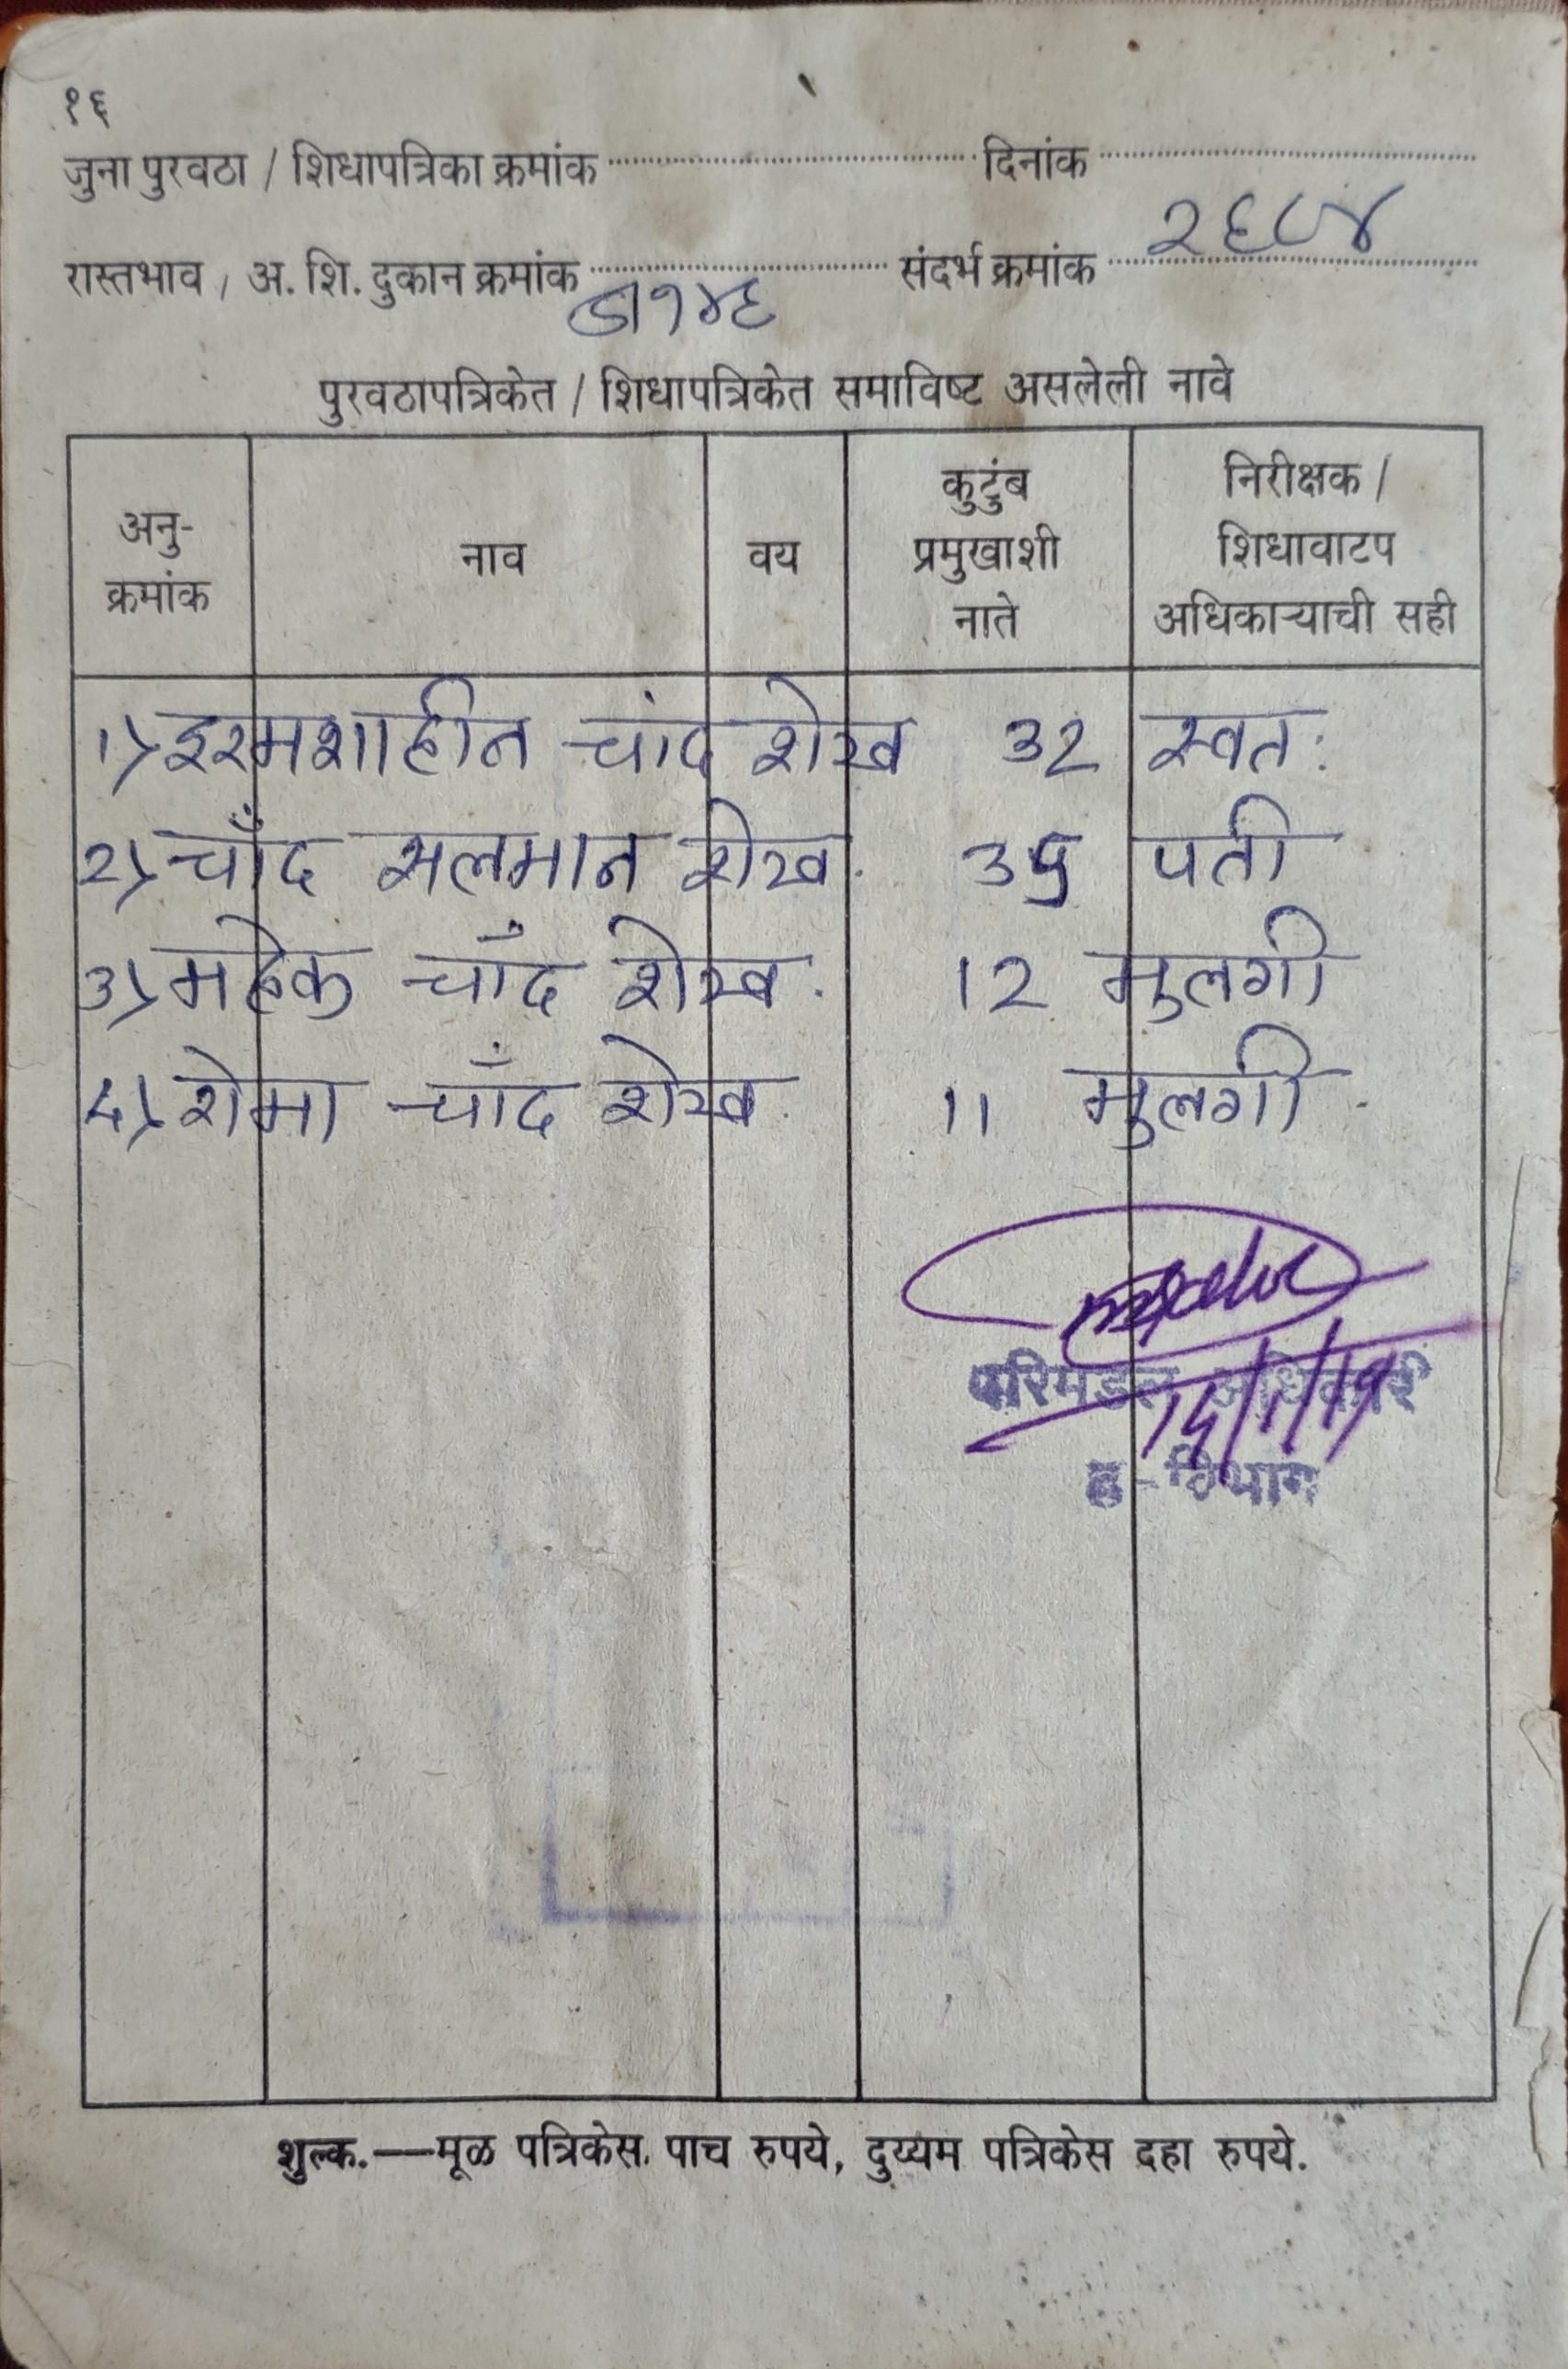 १६
जुना पुरवठा / शिधापत्रिका क्रमांक दिनांक
रास्तभाव / अ. शि. दुकान क्रमांक संदर्भ क्रमांक २६८४
१४६
पुरवठापत्रिकेत / शिधापत्रिकेत समाविष्ट असलेली नावे
अनु-क्रमांक नाव वय कुटुंब प्रमुखाशी नाते निरीक्षक / शिधावाटप अधिकाऱ्याची सही
1) इरमशाहीन चांद शेख 32 स्वतः
2) चाँद सलमान शेख. 35 पती
3) महेक चाँद शेख. 12 मुलगी
4) शेमा चाँद शेख. 11 मुलगी.
परिमंडळ अधिकारी
विभाग
शुल्क.—मूळ पत्रिकेस पाच रुपये, दुय्यम पत्रिकेस दहा रुपये.